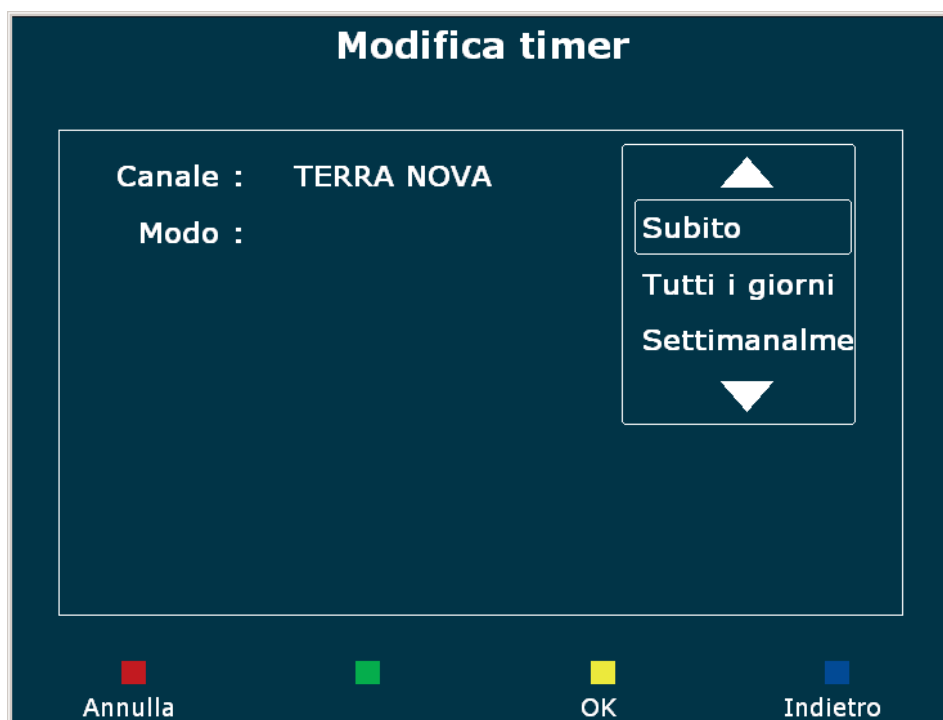 Modifica timer
Canale : TERRA NOVA
Modo :
Subito
Tutti i giorni
Settimanalme
Annulla
OK
Indietro